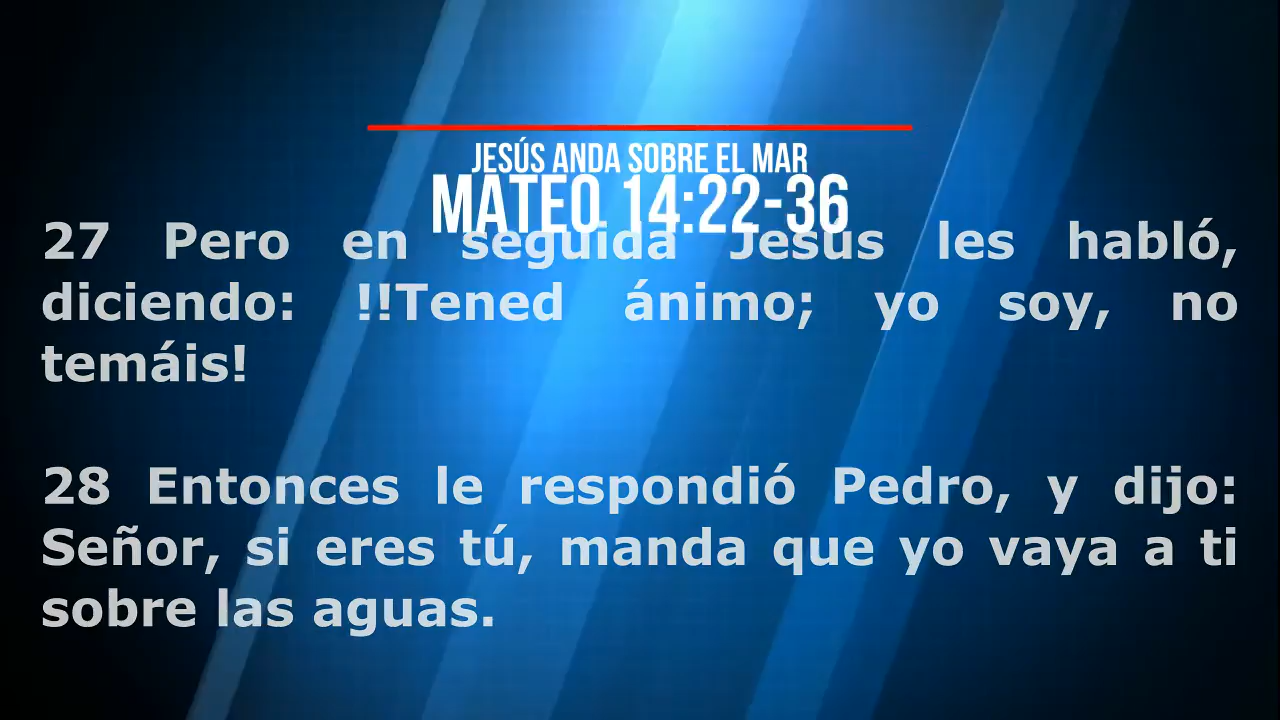 JESÚS ANDA SOBRE EL MAR
MATEO 14:22-36
27 Pero en seguida Jesús les habló,
diciendo: !!Tened ánimo; yo soy, no
temáis!
28 Entonces le respondió Pedro, y dijo:
Señor, si eres tú, manda que yo vaya a ti
sobre las aguas.